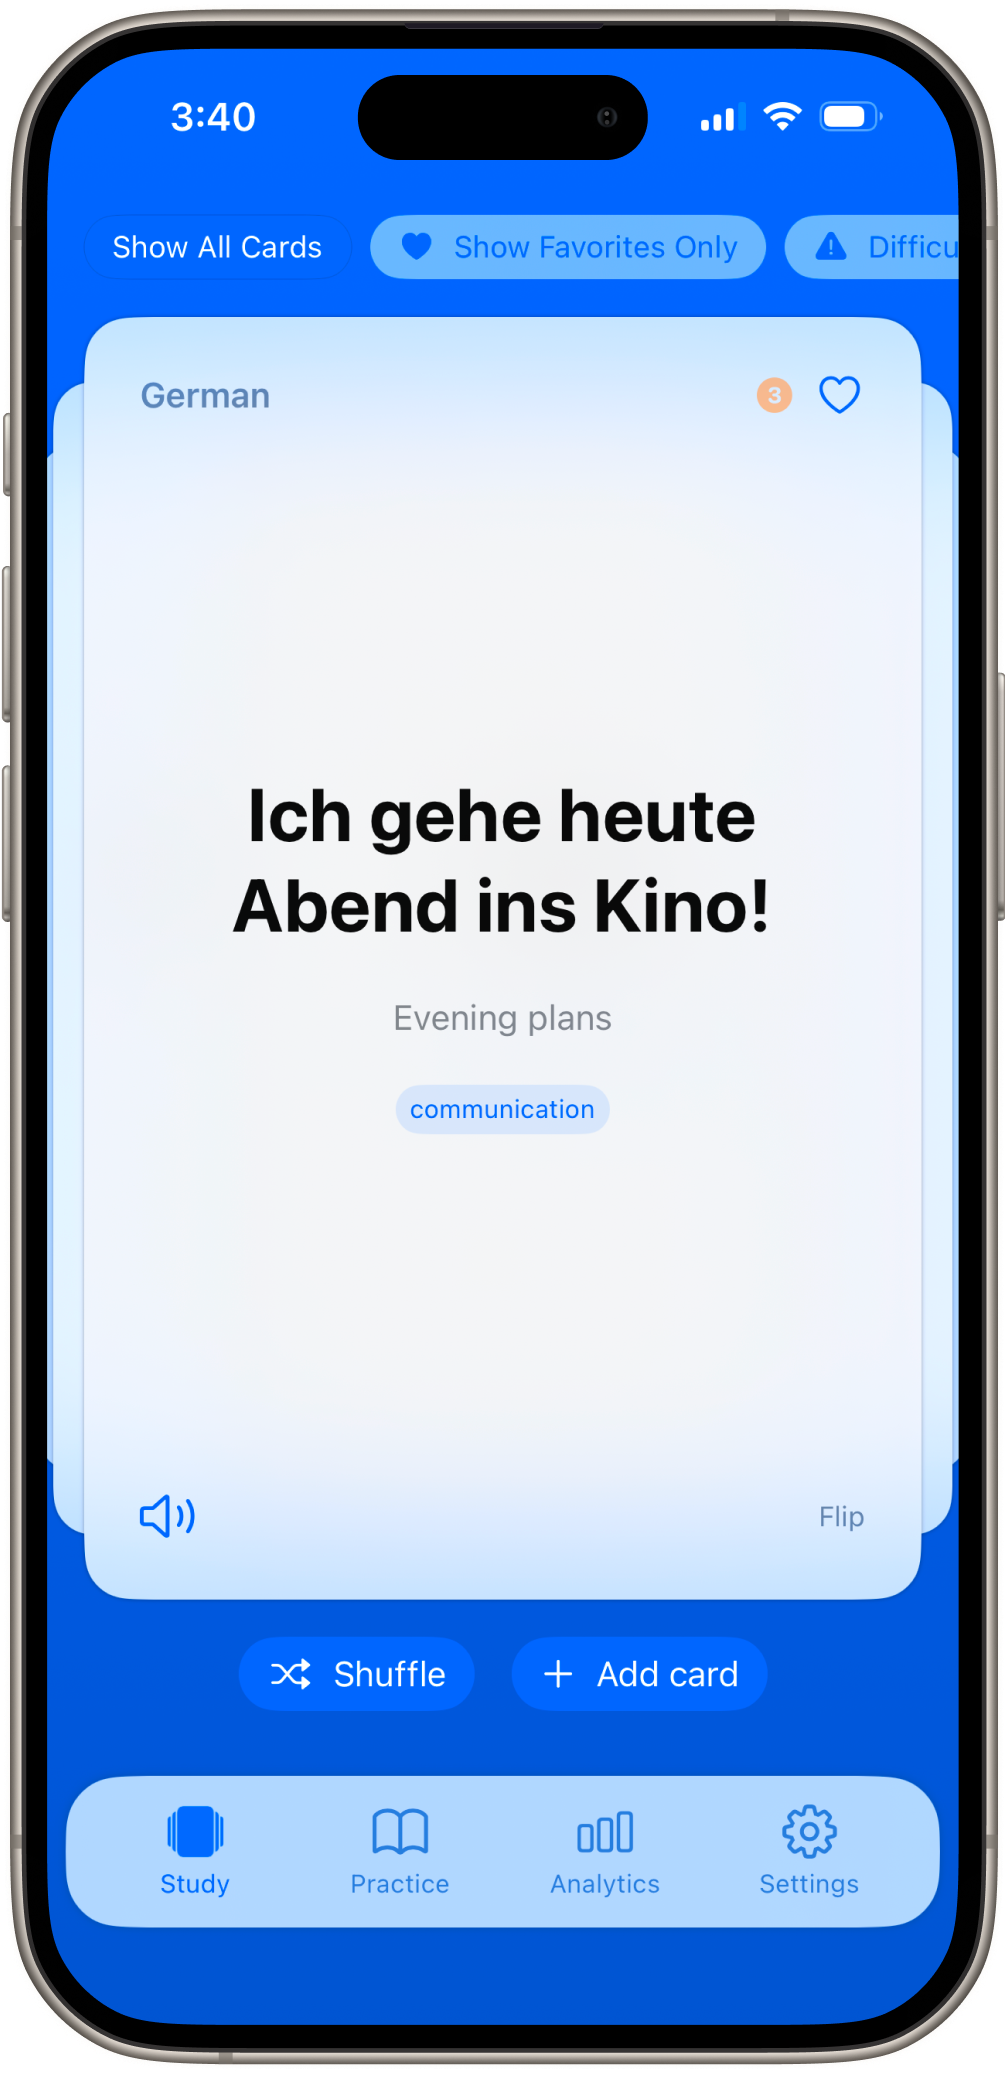 3:40
Show All Cards
Show Favorites Only
Difficu
German
3
Ich gehe heute
Abend ins Kino!
Evening plans
communication
Flip
Shuffle
Add card
Study
Practice
Analytics
Settings